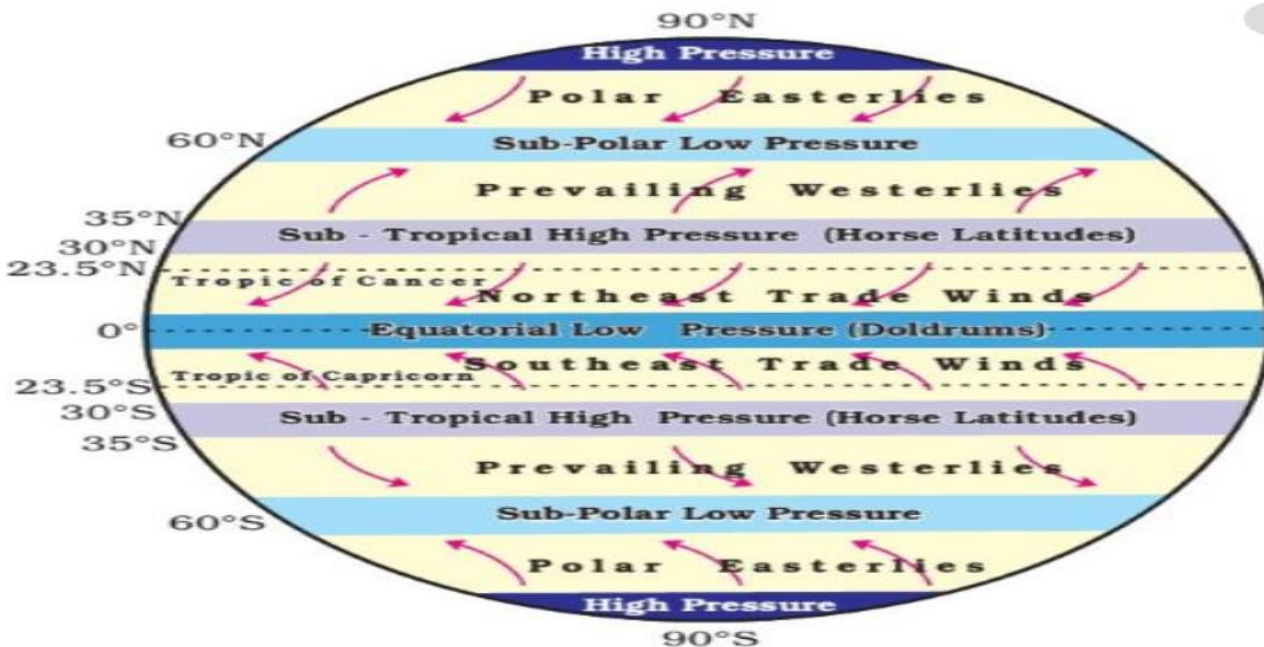 90°N
High Pressure
Polar Easterlies
60°N
Sub-Polar Low Pressure
Prevailing Westerlies
35°N
Sub - Tropical High Pressure (Horse Latitudes)
30°N
23.5°N
Tropic of Cancer
Northeast Trade Winds
0°
Equatorial Low Pressure (Doldrums)
Southeast Trade Winds
Tropic of Capricorn
23.5°S
30°S
Sub - Tropical High Pressure (Horse Latitudes)
35°S
Prevailing Westerlies
60°S
Sub-Polar Low Pressure
Polar Easterlies
High Pressure
90°S